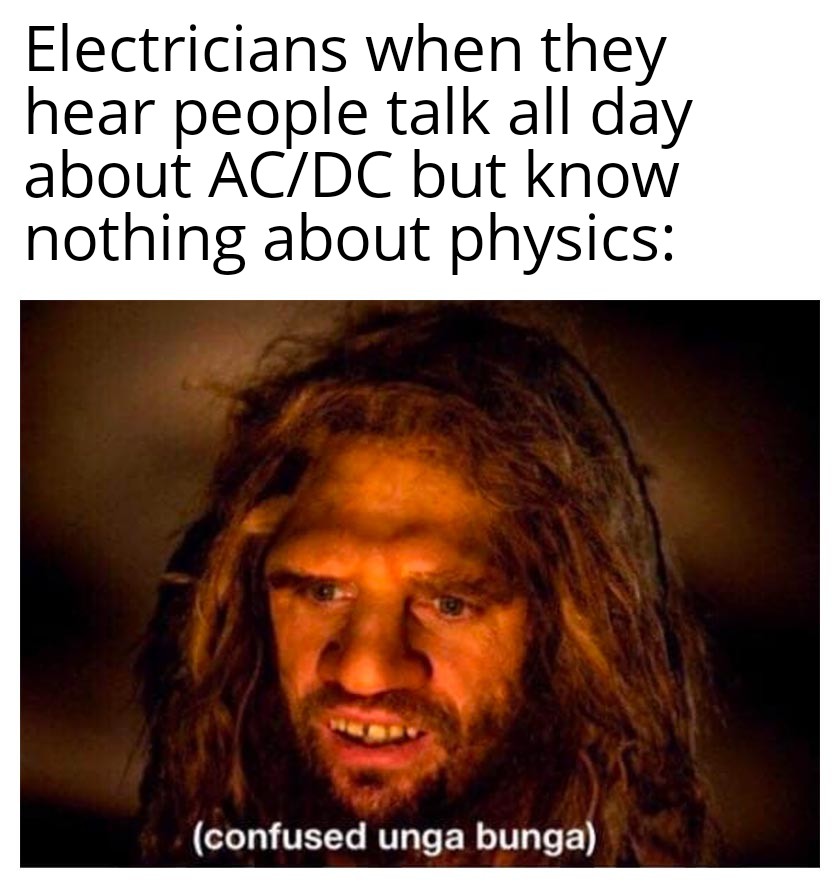 Electricians when they
hear people talk all day
about AC/DC but know
nothing about physics:
(confused unga bunga)